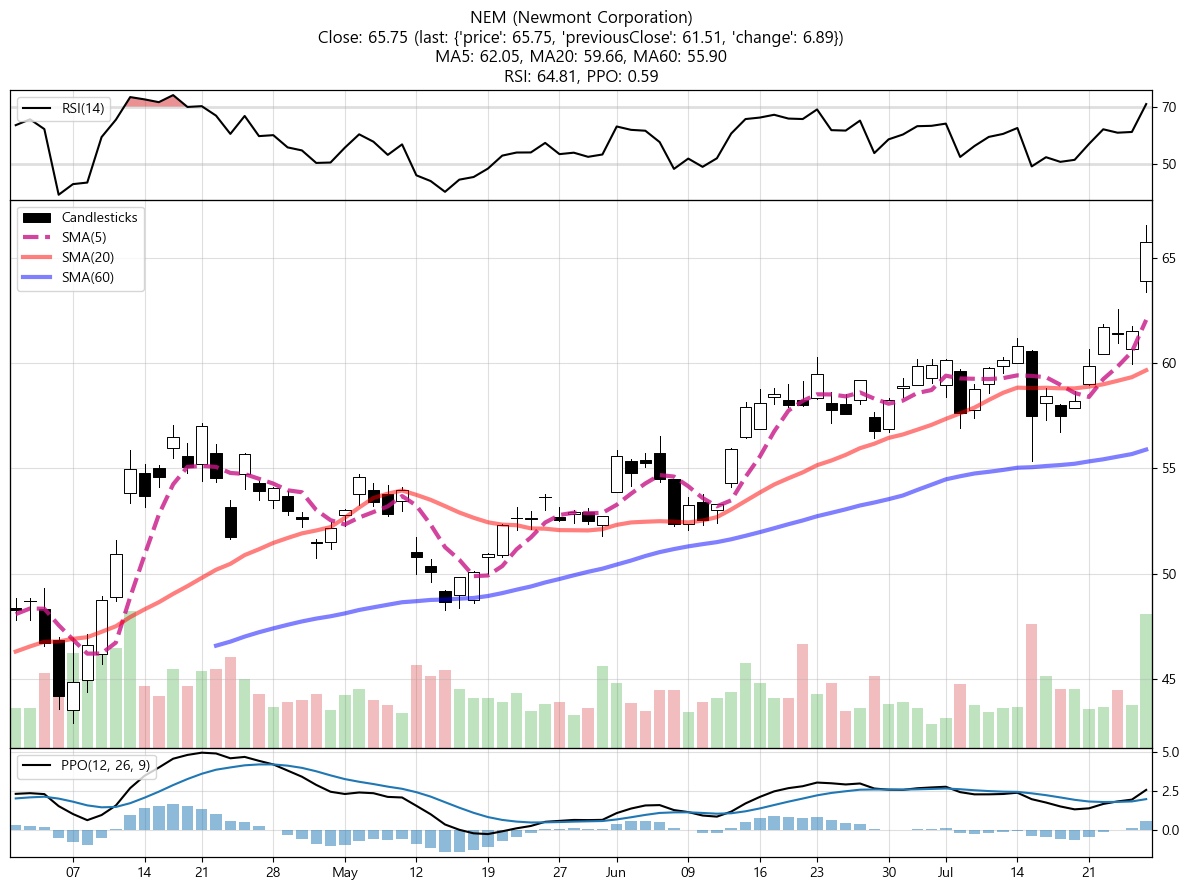 NEM (Newmont Corporation)
Close: 65.75 (last: {'price': 65.75, 'previousClose': 61.51, 'change': 6.89})
MA5: 62.05, MA20: 59.66, MA60: 55.90
RSI: 64.81, PPO: 0.59
RSI(14)
70
50
Candlesticks
SMA(5)
SMA(20)
SMA(60)
65
60
55
50
45
PPO(12, 26, 9)
5.0
2.5
0.0
07 14 21 28 May 12 19 27 Jun 09 16 23 30 Jul 14 21